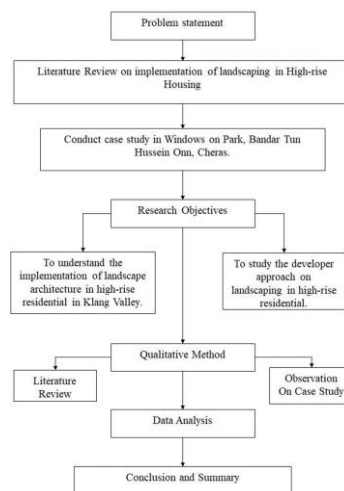 Problem statement
Literature Review on implementation of landscaping in High-rise
Housing
Conduct case study in Windows on Park, Bandar Tun
Hussein Onn, Cheras.
Research Objectives
To understand the
implementation of landscape
architecture in high-rise
residential in Klang Valley.
To study the developer
approach on
landscaping in high-rise
residential.
Qualitative Method
Literature
Review
Observation
On Case Study
Data Analysis
Conclusion and Summary